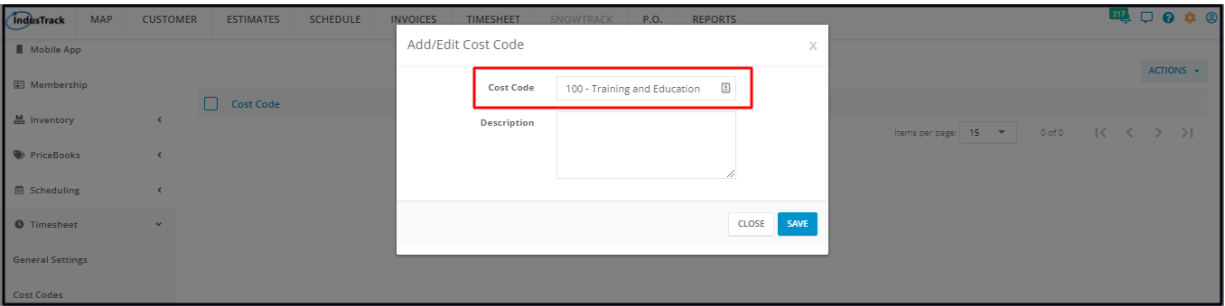 IndusTrack MAP CUSTOMER ESTIMATES SCHEDULE INVOICES TIMESHEET SNOWTRACK P.O. REPORTS 217
Add/Edit Cost Code X
Mobile App
ACTIONS
Membership
Cost Code 100 - Training and Education
Cost Code
Inventory
Description
Items per page: 15 0 of 0
PriceBooks
Scheduling
Timesheet
CLOSE SAVE
General Settings
Cost Codes